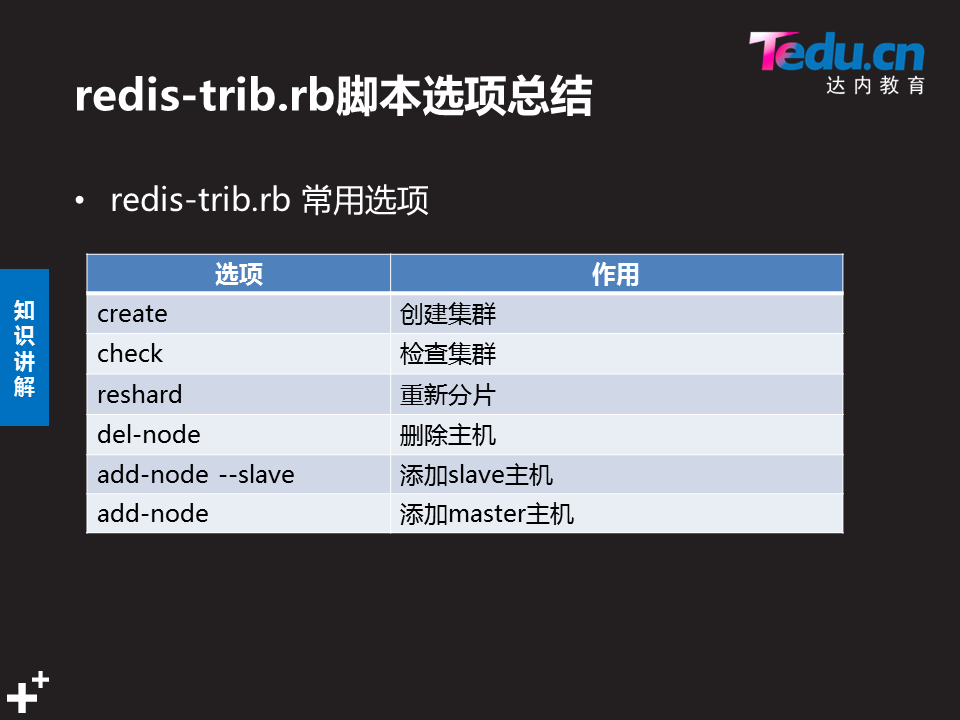 Tedu.cn
达内教育
redis-trib.rb脚本选项总结
• redis-trib.rb 常用选项
知识讲解
选项 作用
create 创建集群
check 检查集群
reshard 重新分片
del-node 删除主机
add-node --slave 添加slave主机
add-node 添加master主机